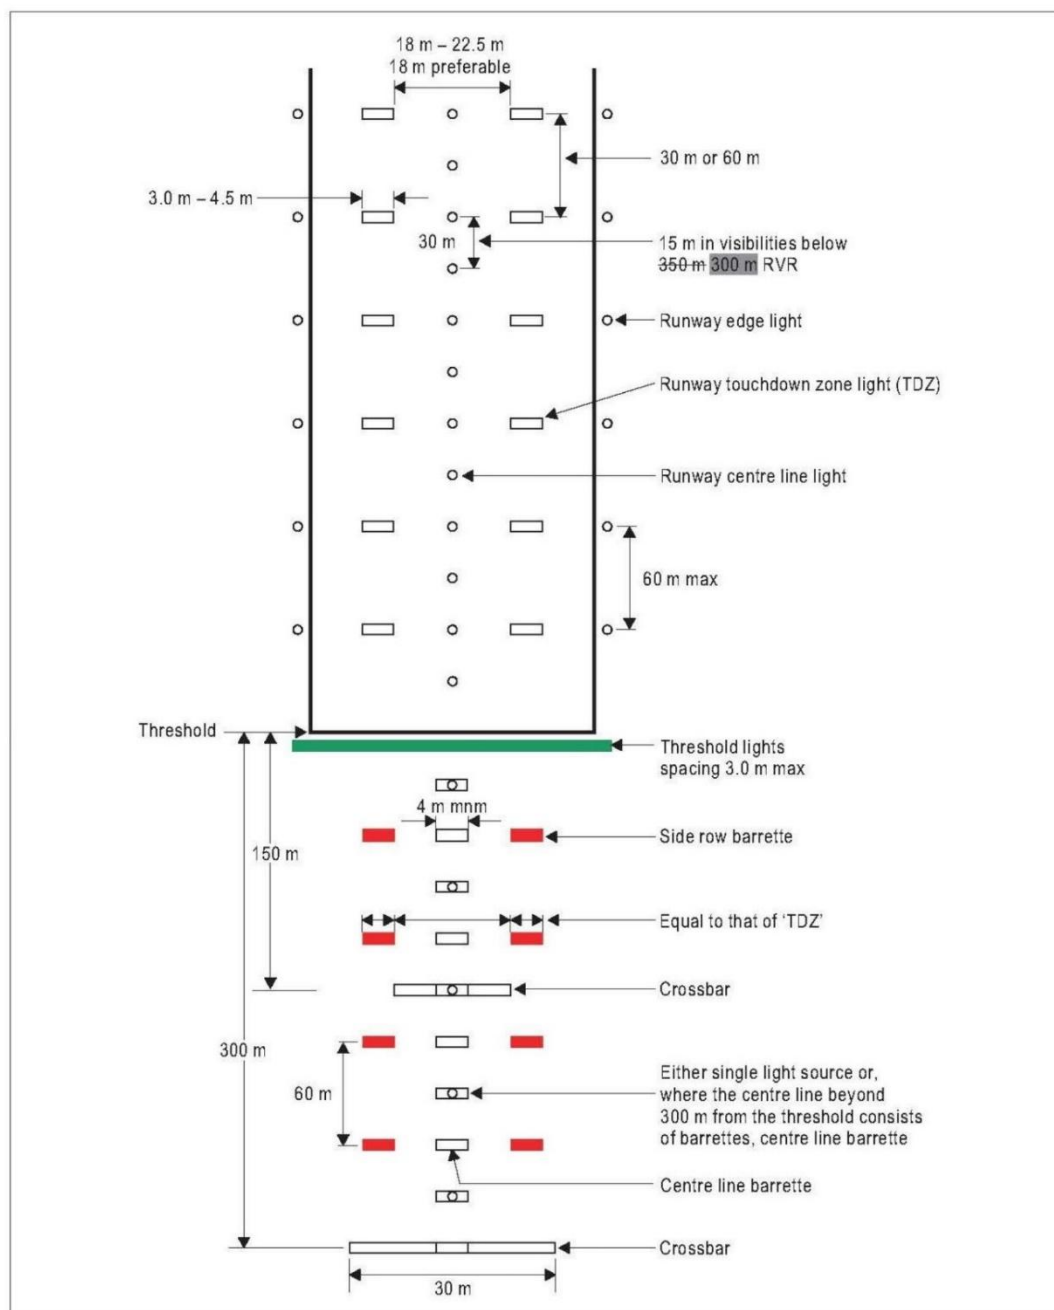 18 m – 22.5 m
18 m preferable
30 m or 60 m
3.0 m – 4.5 m
30 m
15 m in visibilities below
350 m 300 m RVR
Runway edge light
Runway touchdown zone light (TDZ)
Runway centre line light
60 m max
Threshold
Threshold lights
spacing 3.0 m max
4 m mnm
Side row barrette
150 m
Equal to that of ‘TDZ’
Crossbar
300 m
60 m
Either single light source or,
where the centre line beyond
300 m from the threshold consists
of barrettes, centre line barrette
Centre line barrette
Crossbar
30 m